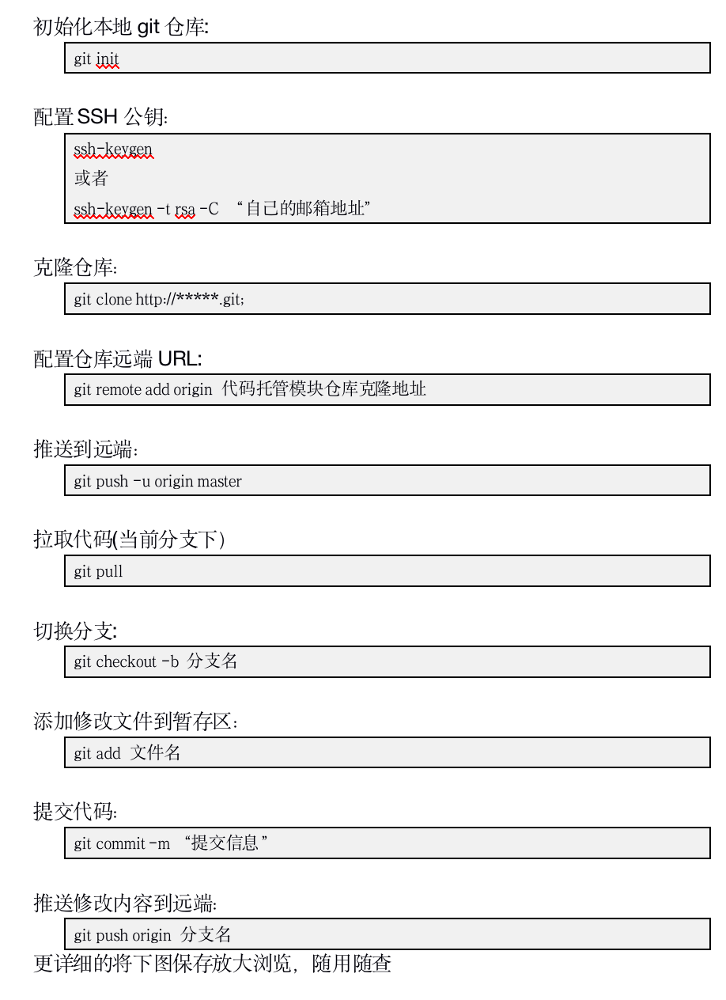 初始化本地 git 仓库:
git init
配置 SSH 公钥:
ssh-keygen
或者
ssh-keygen -t rsa -C “自己的邮箱地址”
克隆仓库:
git clone http://*****.git;
配置仓库远端 URL:
git remote add origin 代码托管模块仓库克隆地址
推送到远端:
git push -u origin master
拉取代码(当前分支下）
git pull
切换分支:
git checkout -b 分支名
添加修改文件到暂存区:
git add 文件名
提交代码:
git commit -m “提交信息”
推送修改内容到远端:
git push origin 分支名
更详细的将下图保存放大浏览，随用随查